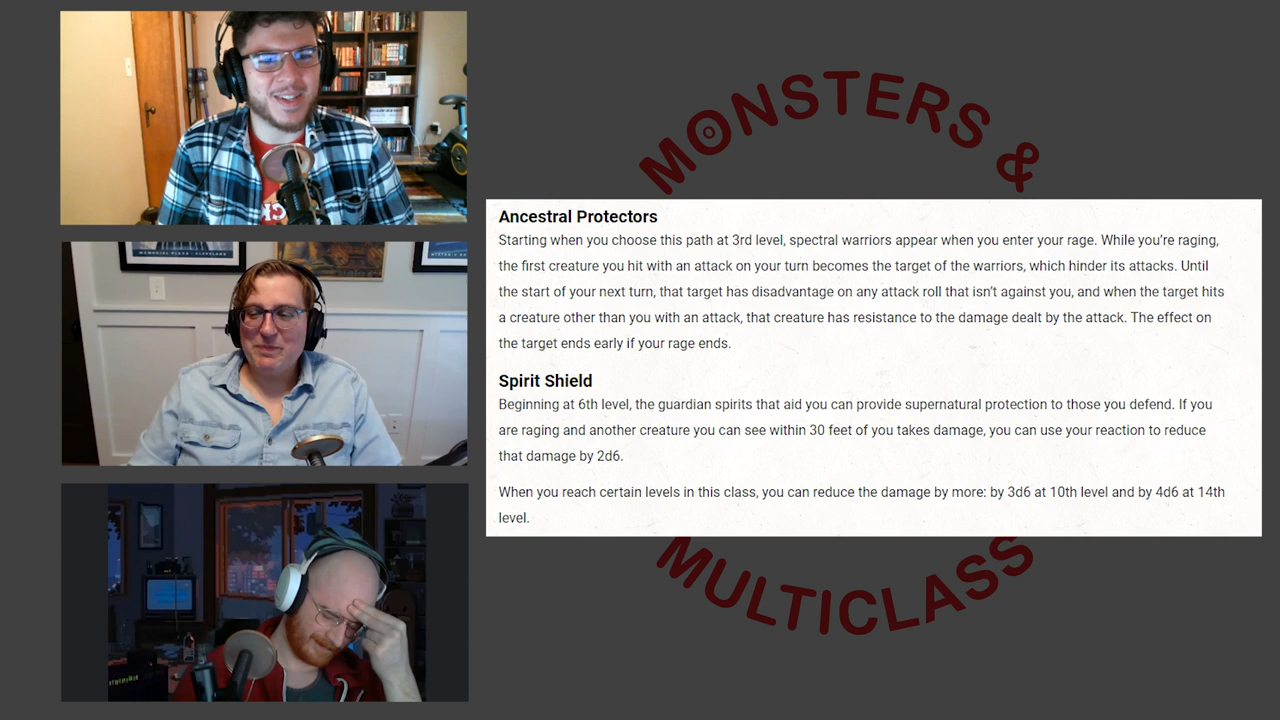 MONSTERS &
Ancestral Protectors
Starting when you choose this path at 3rd level, spectral warriors appear when you enter your rage. While you're raging,
the first creature you hit with an attack on your turn becomes the target of the warriors, which hinder its attacks. Until
the start of your next turn, that target has disadvantage on any attack roll that isn't against you, and when the target hits
a creature other than you with an attack, that creature has resistance to the damage dealt by the attack. The effect on
the target ends early if your rage ends.
Spirit Shield
Beginning at 6th level, the guardian spirits that aid you can provide supernatural protection to those you defend. If you
are raging and another creature you can see within 30 feet of you takes damage, you can use your reaction to reduce
that damage by 2d6.
When you reach certain levels in this class, you can reduce the damage by more: by 3d6 at 10th level and by 4d6 at 14th
level.
MULTICLASS
MEMORIAL PLAZA - CLEVELAND